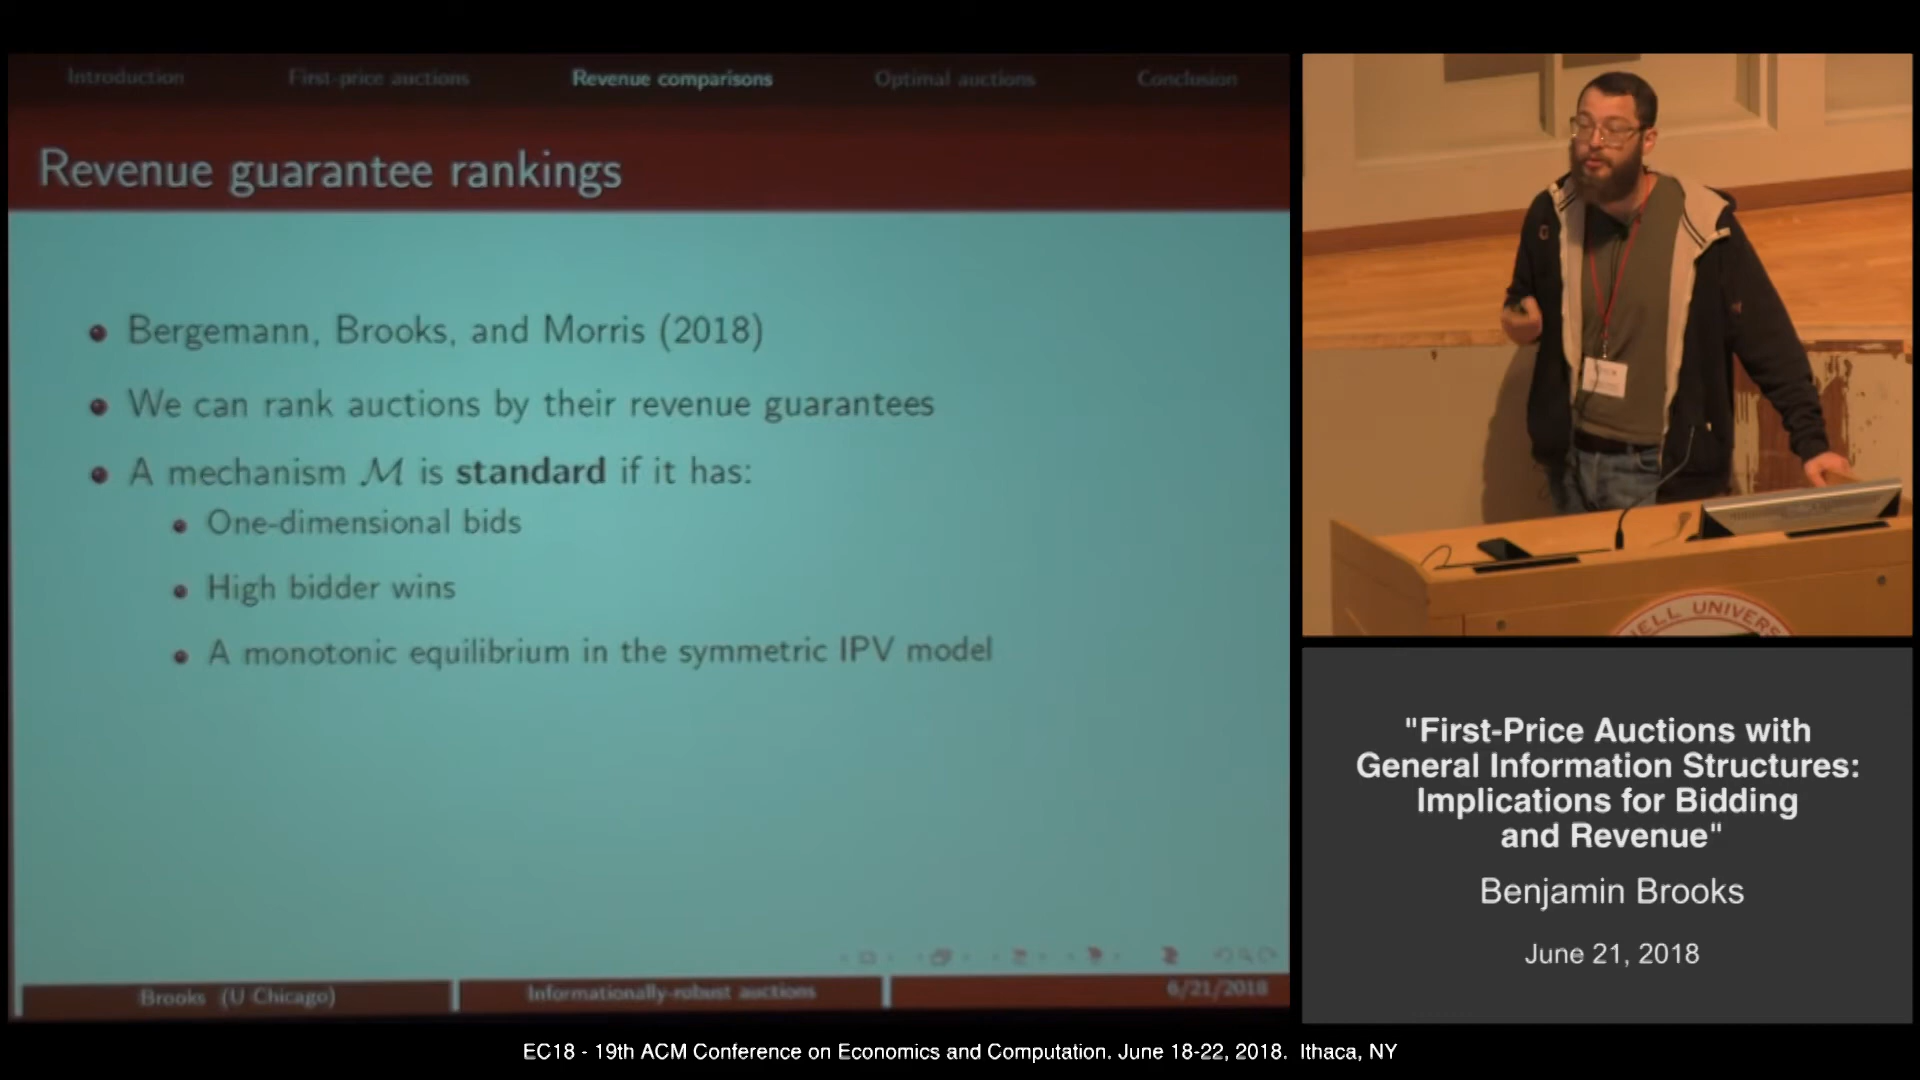 Introduction First-price auctions Revenue comparisons Optimal auctions Conclusion
Revenue guarantee rankings
Bergemann, Brooks, and Morris (2018)
We can rank auctions by their revenue guarantees
A mechanism M is standard if it has:
One-dimensional bids
High bidder wins
A monotonic equilibrium in the symmetric IPV model
Brooks (U Chicago) Informationally-robust auctions 6/21/2018
"First-Price Auctions with
General Information Structures:
Implications for Bidding
and Revenue"
Benjamin Brooks
June 21, 2018
EC18 - 19th ACM Conference on Economics and Computation. June 18-22, 2018. Ithaca, NY